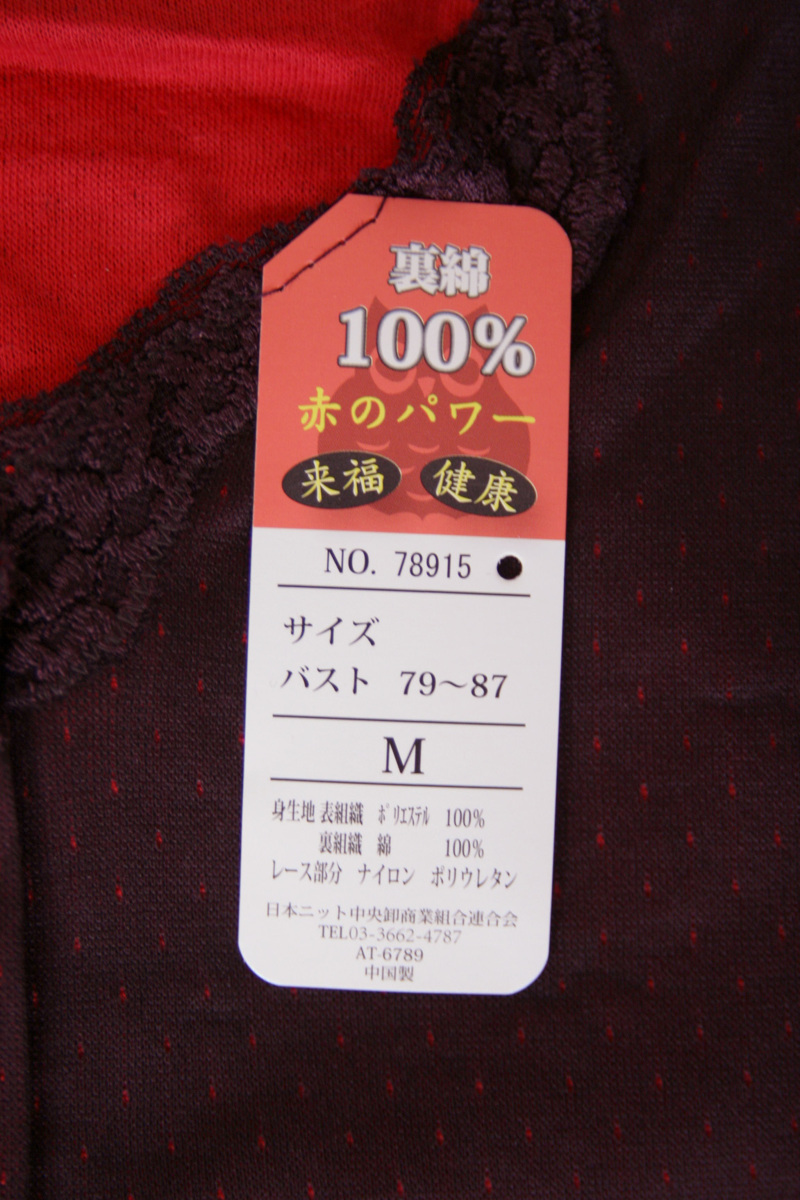 裏綿
100%
赤のパワー
来福 健康
NO. 78915
サイズ
バスト 79～87
M
身生地 表組織 ポリエステル 100%
裏組織 綿 100%
レース部分 ナイロン ポリウレタン
日本ニット中央卸商業組合連合会
TEL03-3662-4787
AT-6789
中国製